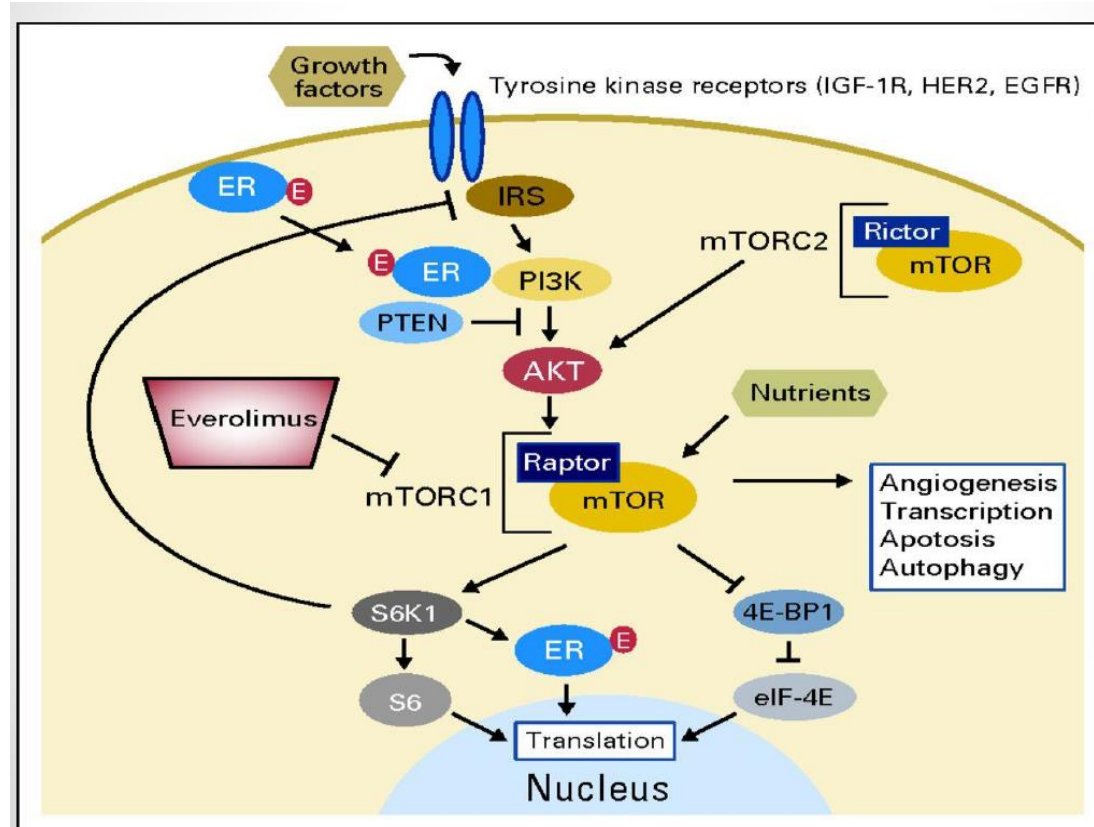 Growth
factors
Tyrosine kinase receptors (IGF-1R, HER2, EGFR)
ER
E
IRS
E
ER
PI3K
PTEN
mTORC2
Rictor
mTOR
AKT
Nutrients
Everolimus
mTORC1
Raptor
mTOR
Angiogenesis
Transcription
Apotosis
Autophagy
S6K1
ER
E
4E-BP1
S6
eIF-4E
Translation
Nucleus